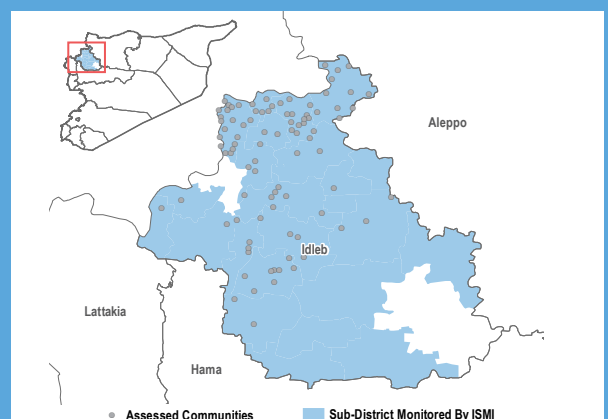 Aleppo
Idleb
Lattakia
Hama
Assessed Communities
Sub-District Monitored By ISMI